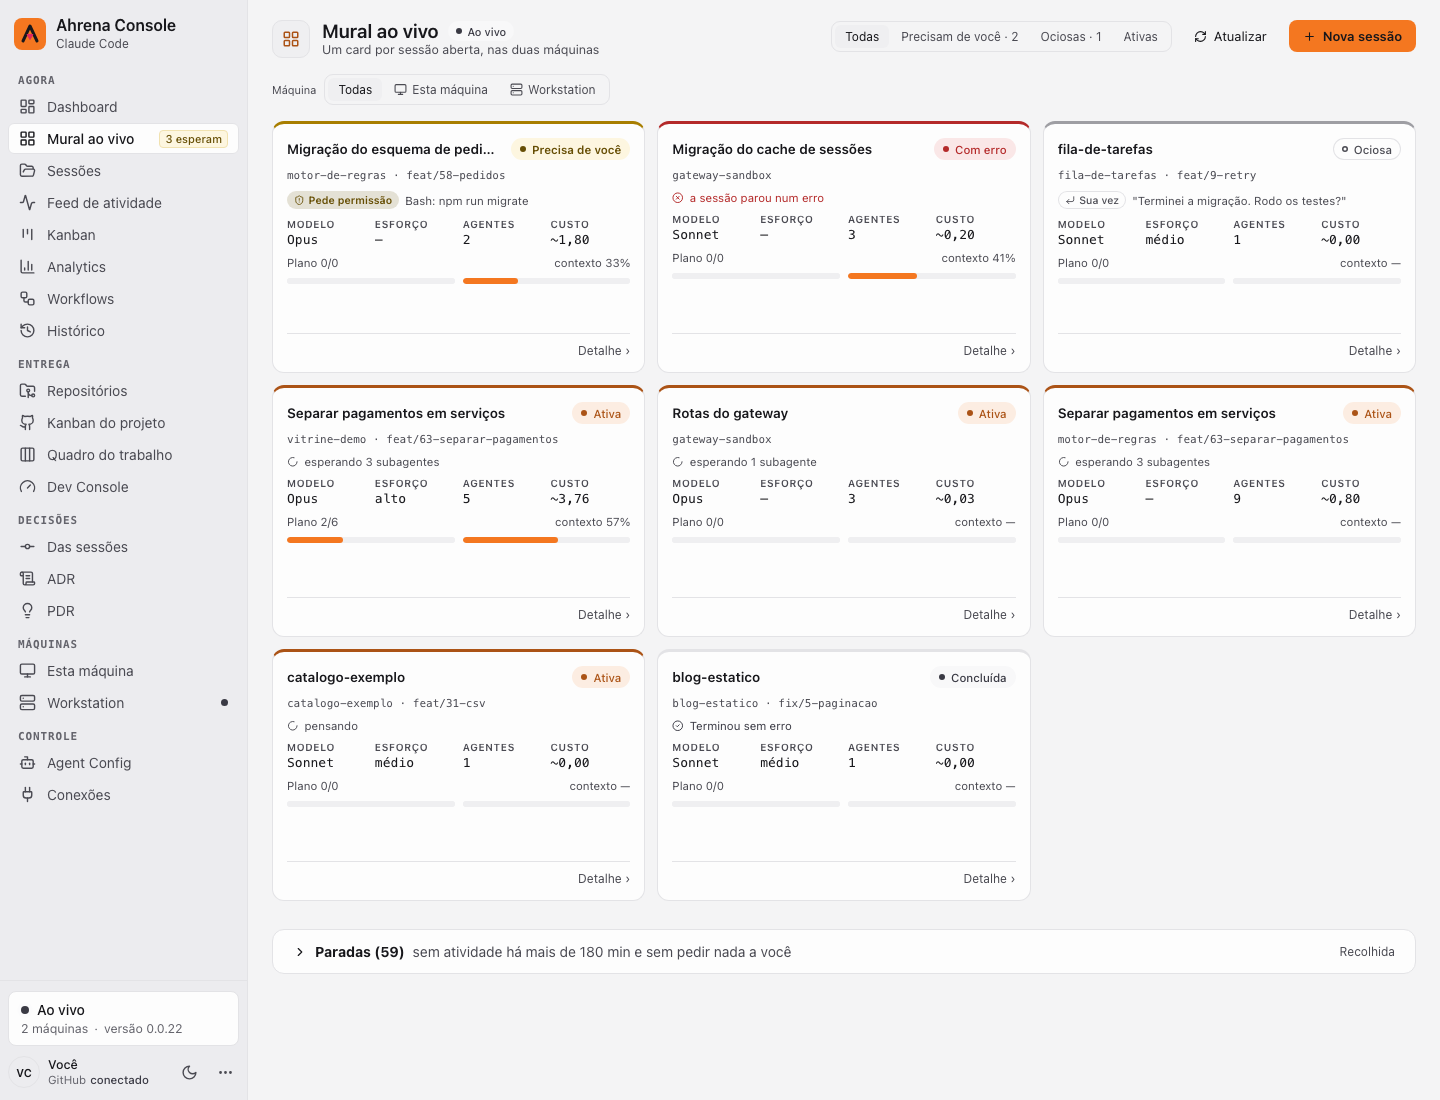 Ahrena Console
Claude Code
AGORA
Dashboard
Mural ao vivo 3 esperam
Sessões
Feed de atividade
Kanban
Analytics
Workflows
Histórico
ENTREGA
Repositórios
Kanban do projeto
Quadro do trabalho
Dev Console
DECISÕES
Das sessões
ADR
PDR
MÁQUINAS
Esta máquina
Workstation
CONTROLE
Agent Config
Conexões
Ao vivo
2 máquinas · versão 0.0.22
VC
Você
GitHub conectado
Mural ao vivo Ao vivo
Um card por sessão aberta, nas duas máquinas
Todas Precisam de você · 2 Ociosas · 1 Ativas
Atualizar
+ Nova sessão
Máquina Todas Esta máquina Workstation
Migração do esquema de pedi... Precisa de você
motor-de-regras · feat/58-pedidos
Pede permissão Bash: npm run migrate
MODELO ESFORÇO AGENTES CUSTO
Opus — 2 ~1,80
Plano 0/0 contexto 33%
Detalhe ›
Migração do cache de sessões Com erro
gateway-sandbox
a sessão parou num erro
MODELO ESFORÇO AGENTES CUSTO
Sonnet — 3 ~0,20
Plano 0/0 contexto 41%
Detalhe ›
fila-de-tarefas Ociosa
fila-de-tarefas · feat/9-retry
Sua vez "Terminei a migração. Rodo os testes?"
MODELO ESFORÇO AGENTES CUSTO
Sonnet médio 1 ~0,00
Plano 0/0 contexto —
Detalhe ›
Separar pagamentos em serviços Ativa
vitrine-demo · feat/63-separar-pagamentos
esperando 3 subagentes
MODELO ESFORÇO AGENTES CUSTO
Opus alto 5 ~3,76
Plano 2/6 contexto 57%
Detalhe ›
Rotas do gateway Ativa
gateway-sandbox
esperando 1 subagente
MODELO ESFORÇO AGENTES CUSTO
Opus — 3 ~0,03
Plano 0/0 contexto —
Detalhe ›
Separar pagamentos em serviços Ativa
motor-de-regras · feat/63-separar-pagamentos
esperando 3 subagentes
MODELO ESFORÇO AGENTES CUSTO
Opus — 9 ~0,80
Plano 0/0 contexto —
Detalhe ›
catalogo-exemplo Ativa
catalogo-exemplo · feat/31-csv
pensando
MODELO ESFORÇO AGENTES CUSTO
Sonnet médio 1 ~0,00
Plano 0/0 contexto —
Detalhe ›
blog-estatico Concluída
blog-estatico · fix/5-paginacao
Terminou sem erro
MODELO ESFORÇO AGENTES CUSTO
Sonnet médio 1 ~0,00
Plano 0/0 contexto —
Detalhe ›
Paradas (59) sem atividade há mais de 180 min e sem pedir nada a você Recolhida